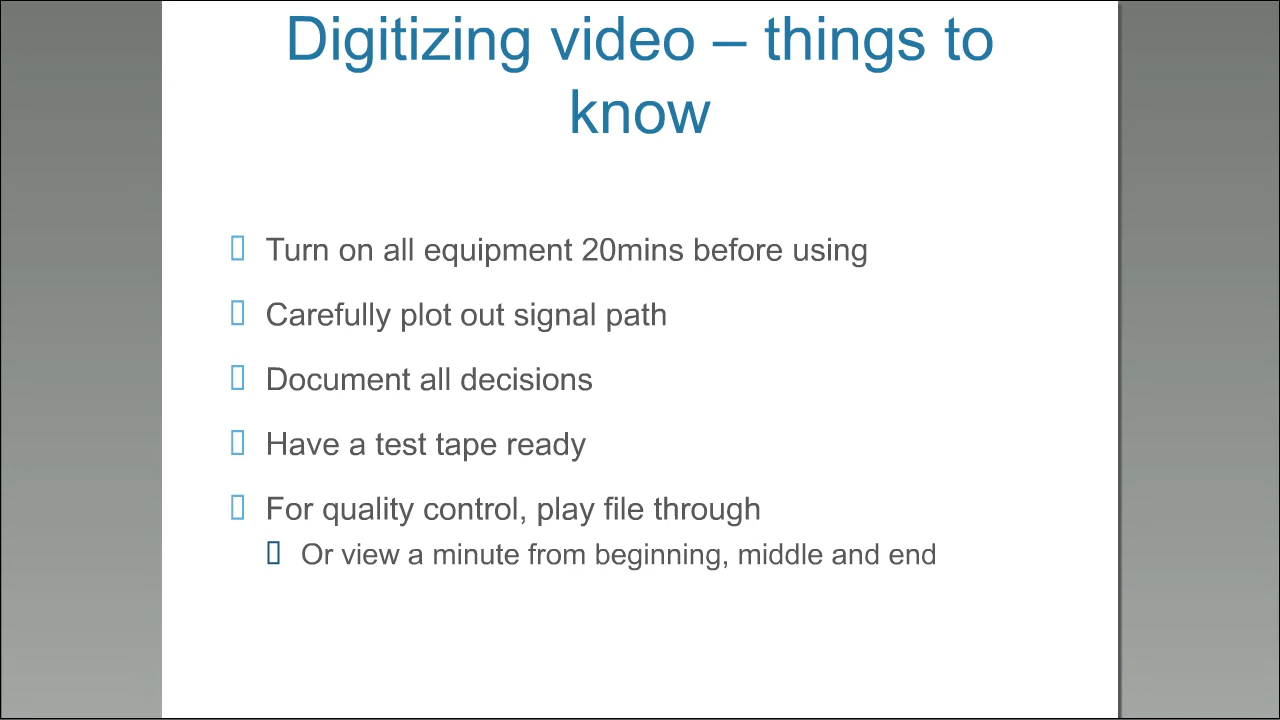 Digitizing video – things to
know
Turn on all equipment 20mins before using
Carefully plot out signal path
Document all decisions
Have a test tape ready
For quality control, play file through
Or view a minute from beginning, middle and end